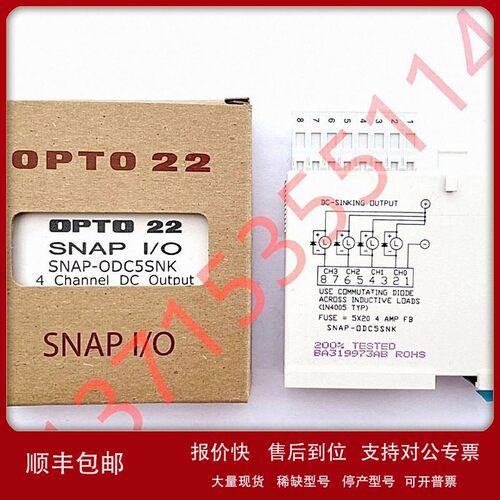 OPTO 22
OPTO 22
SNAP I/O
SNAP-ODC5SNK
4 Channel DC Output
SNAP I/O
8 7 6 5 4 3 2 1
DC-SINKING OUTPUT
CH3 CH2 CH1 CH0
8 7 6 5 4 3 2 1
USE COMMUTATING DIODE
ACROSS INDUCTIVE LOADS
(1N4005 TYP)
FUSE = 5X20 4 AMP FB
SNAP-ODC5SNK
200% TESTED
BA319973AB ROHS
13715355114
顺丰包邮
报价快 售后到位 支持对公专票
大量现货 稀缺型号 停产型号 可开普票